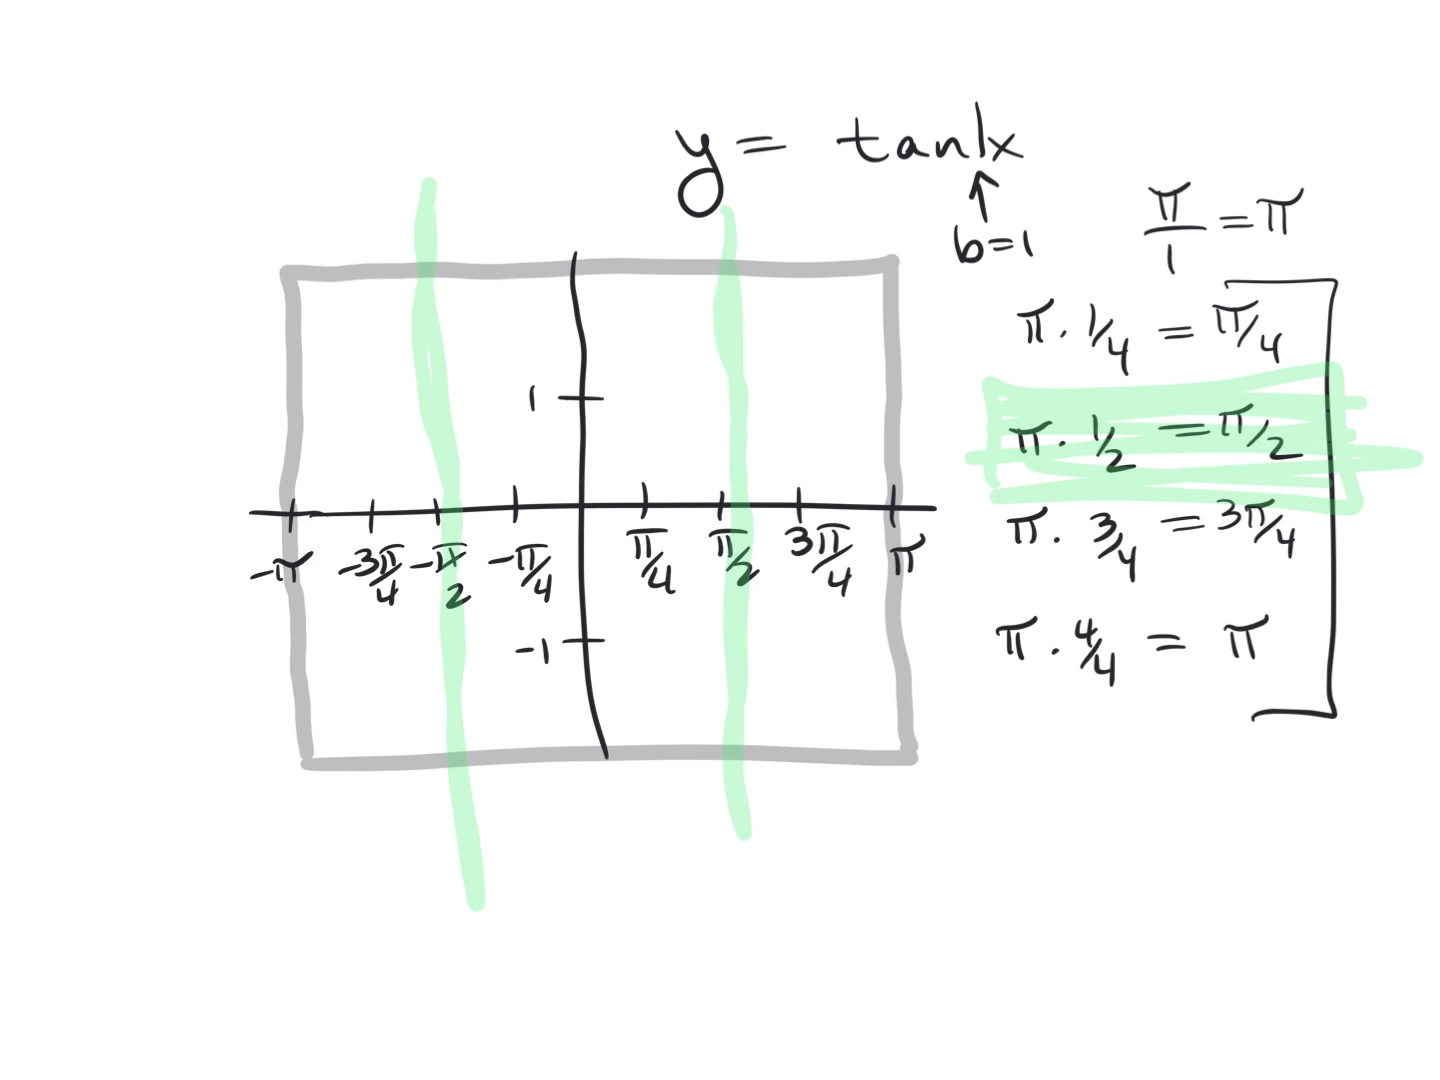 y = tan1x
b=1
π/1 = π
π · 1/4 = π/4
π · 1/2 = π/2
π · 3/4 = 3π/4
π · 4/4 = π
1
-π -3π/4 -π/2 -π/4 π/4 π/2 3π/4 π
-1